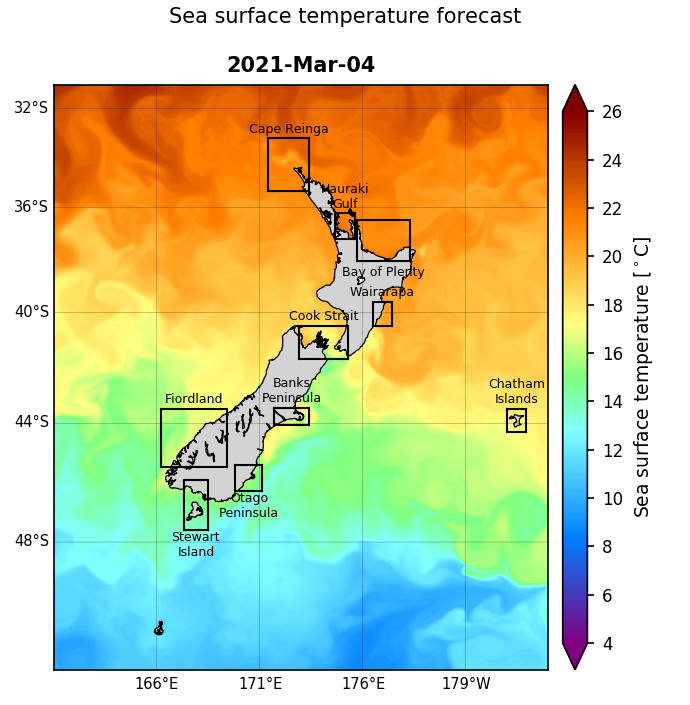 Sea surface temperature forecast
2021-Mar-04
32°S
36°S
40°S
44°S
48°S
166°E
171°E
176°E
179°W
Cape Reinga
Hauraki
Gulf
Bay of Plenty
Wairarapa
Cook Strait
Banks
Peninsula
Fiordland
Chatham
Islands
Otago
Peninsula
Stewart
Island
26
24
22
20
18
16
14
12
10
8
6
4
Sea surface temperature [°C]